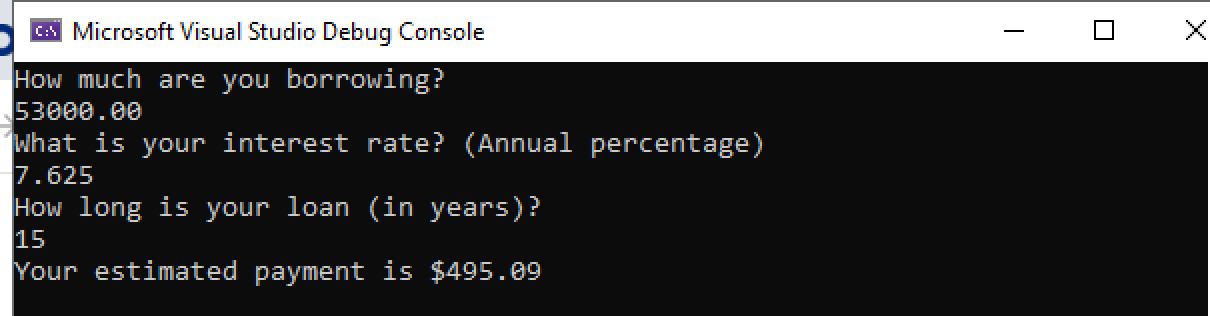 Microsoft Visual Studio Debug Console
How much are you borrowing?
53000.00
What is your interest rate? (Annual percentage)
7.625
How long is your loan (in years)?
15
Your estimated payment is $495.09